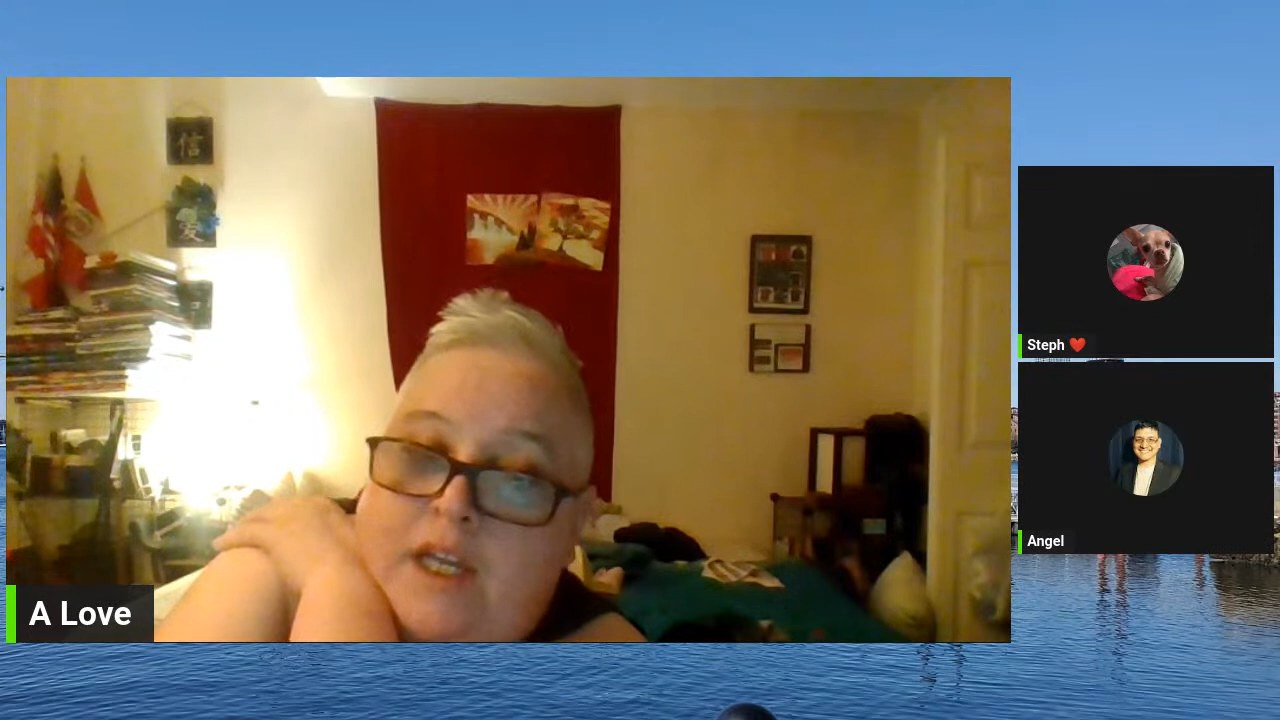 信
愛
A Love
Steph ❤️
Angel